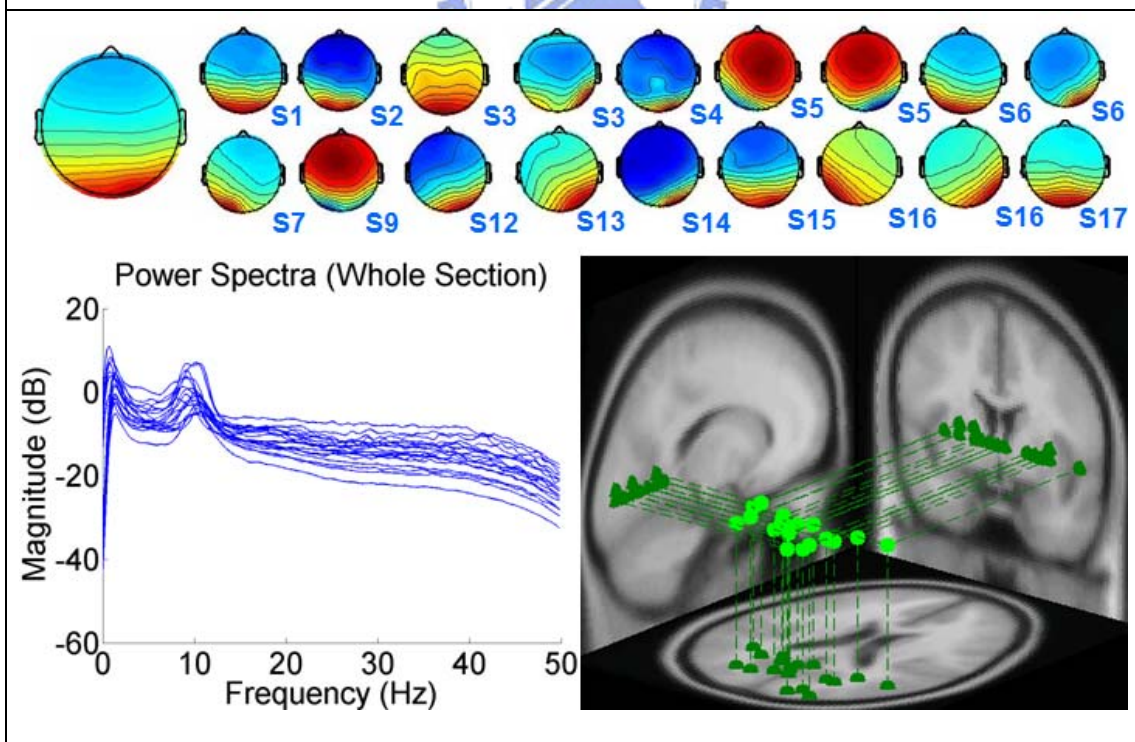 S1 S2 S3 S3 S4 S5 S5 S6 S6
S7 S9 S12 S13 S14 S15 S16 S16 S17
Power Spectra (Whole Section)
20
0
-20
-40
-60
Magnitude (dB)
0 10 20 30 40 50
Frequency (Hz)